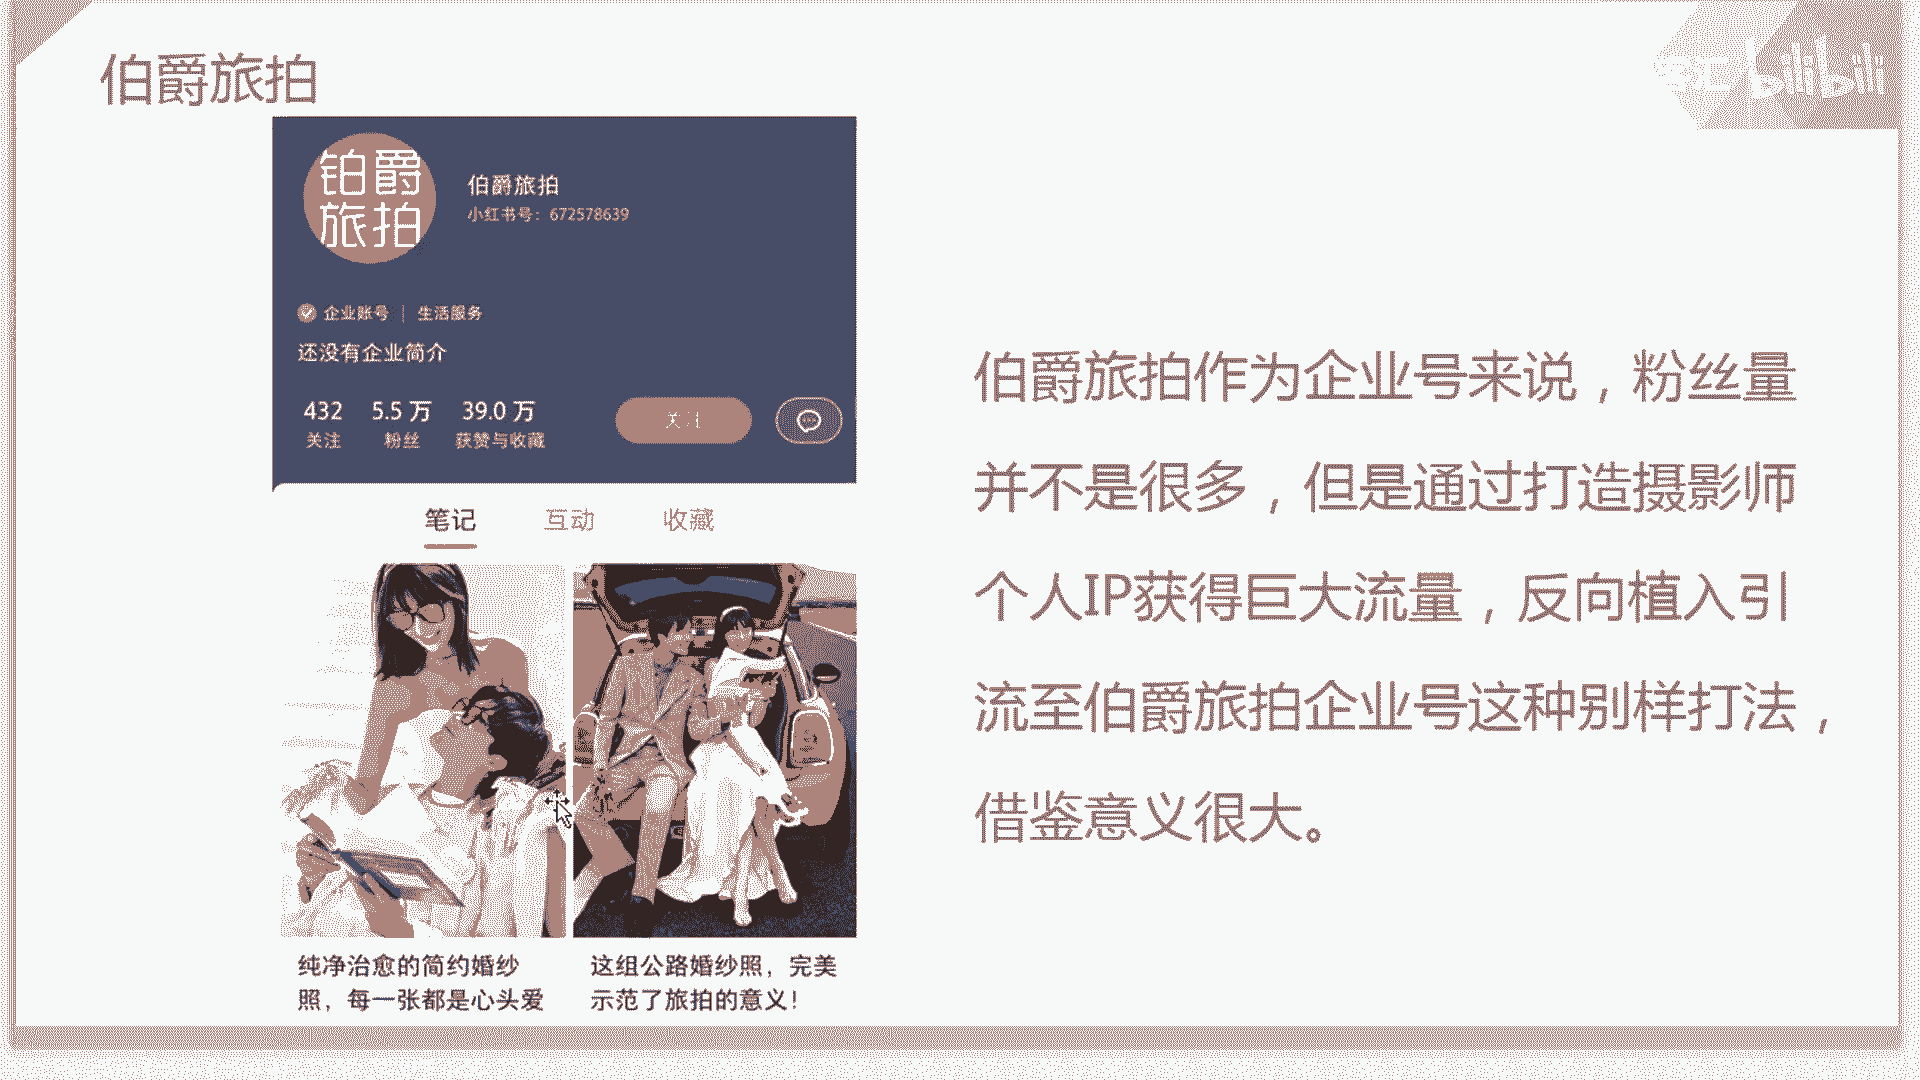 伯爵旅拍
bilibili
铂爵
旅拍
伯爵旅拍
小红书号：672578639
企业账号 | 生活服务
还没有企业简介
432 5.5万 39.0万
关注 粉丝 获赞与收藏
关注
笔记 互动 收藏
纯净治愈的简约婚纱
照，每一张都是心头爱
这组公路婚纱照，完美
示范了旅拍的意义！
伯爵旅拍作为企业号来说，粉丝量
并不是很多，但是通过打造摄影师
个人IP获得巨大流量，反向植入引
流至伯爵旅拍企业号这种别样打法，
借鉴意义很大。